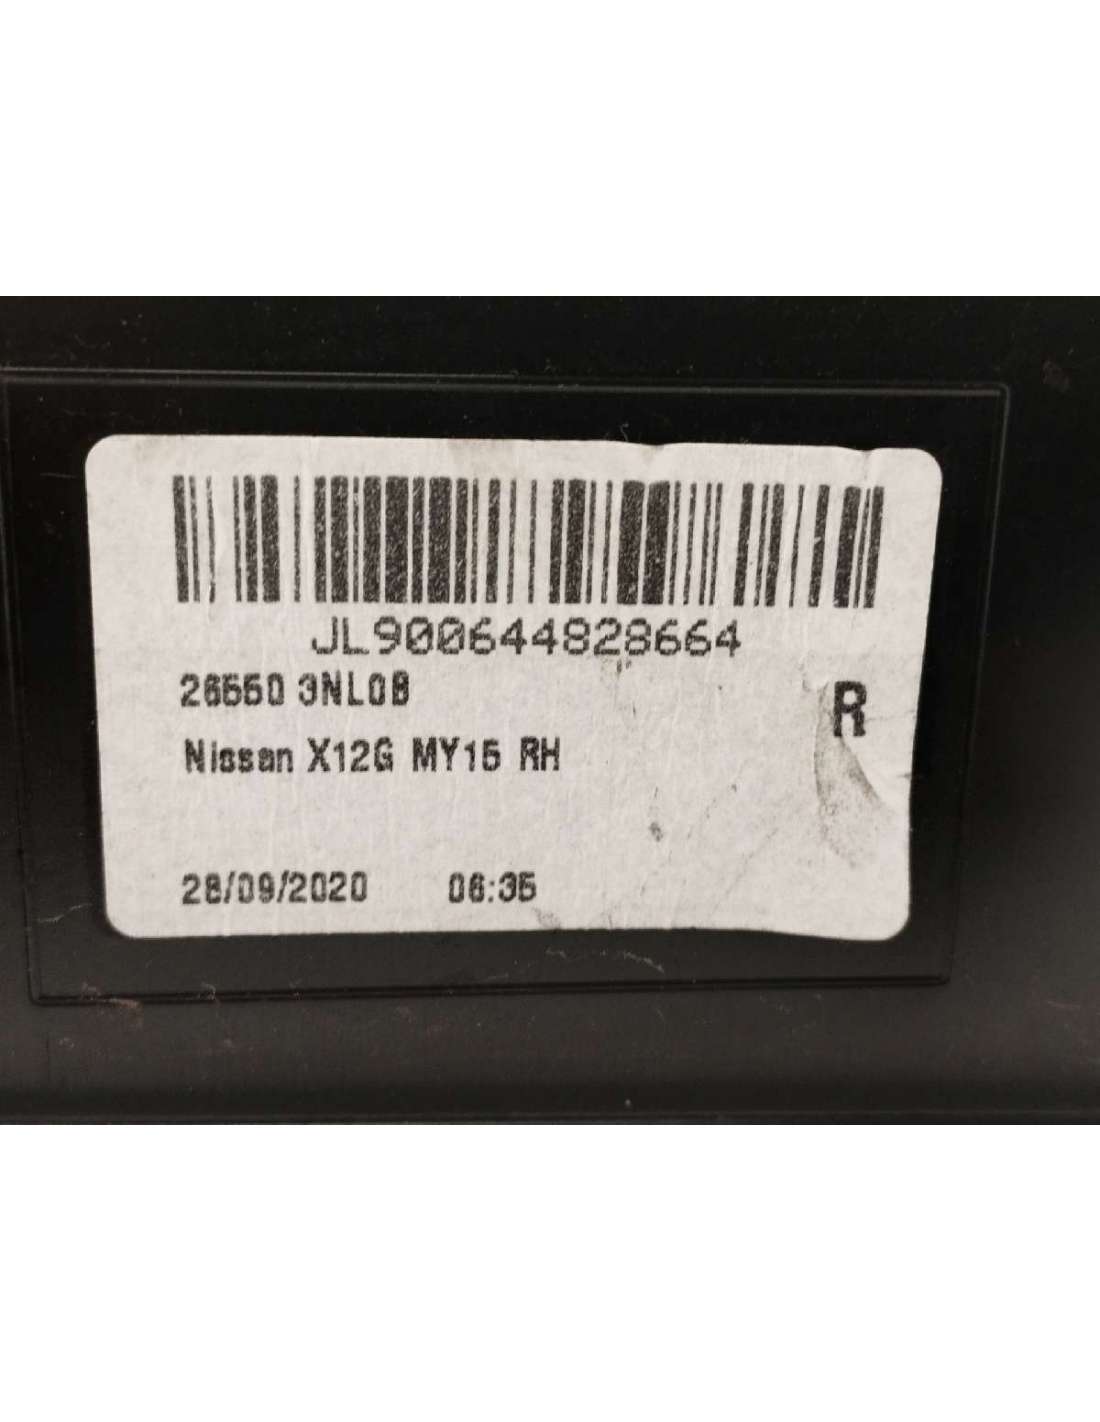 JL900644828664
26550 3NL0B
R
Nissan X12G MY15 RH
28/09/2020 06:35